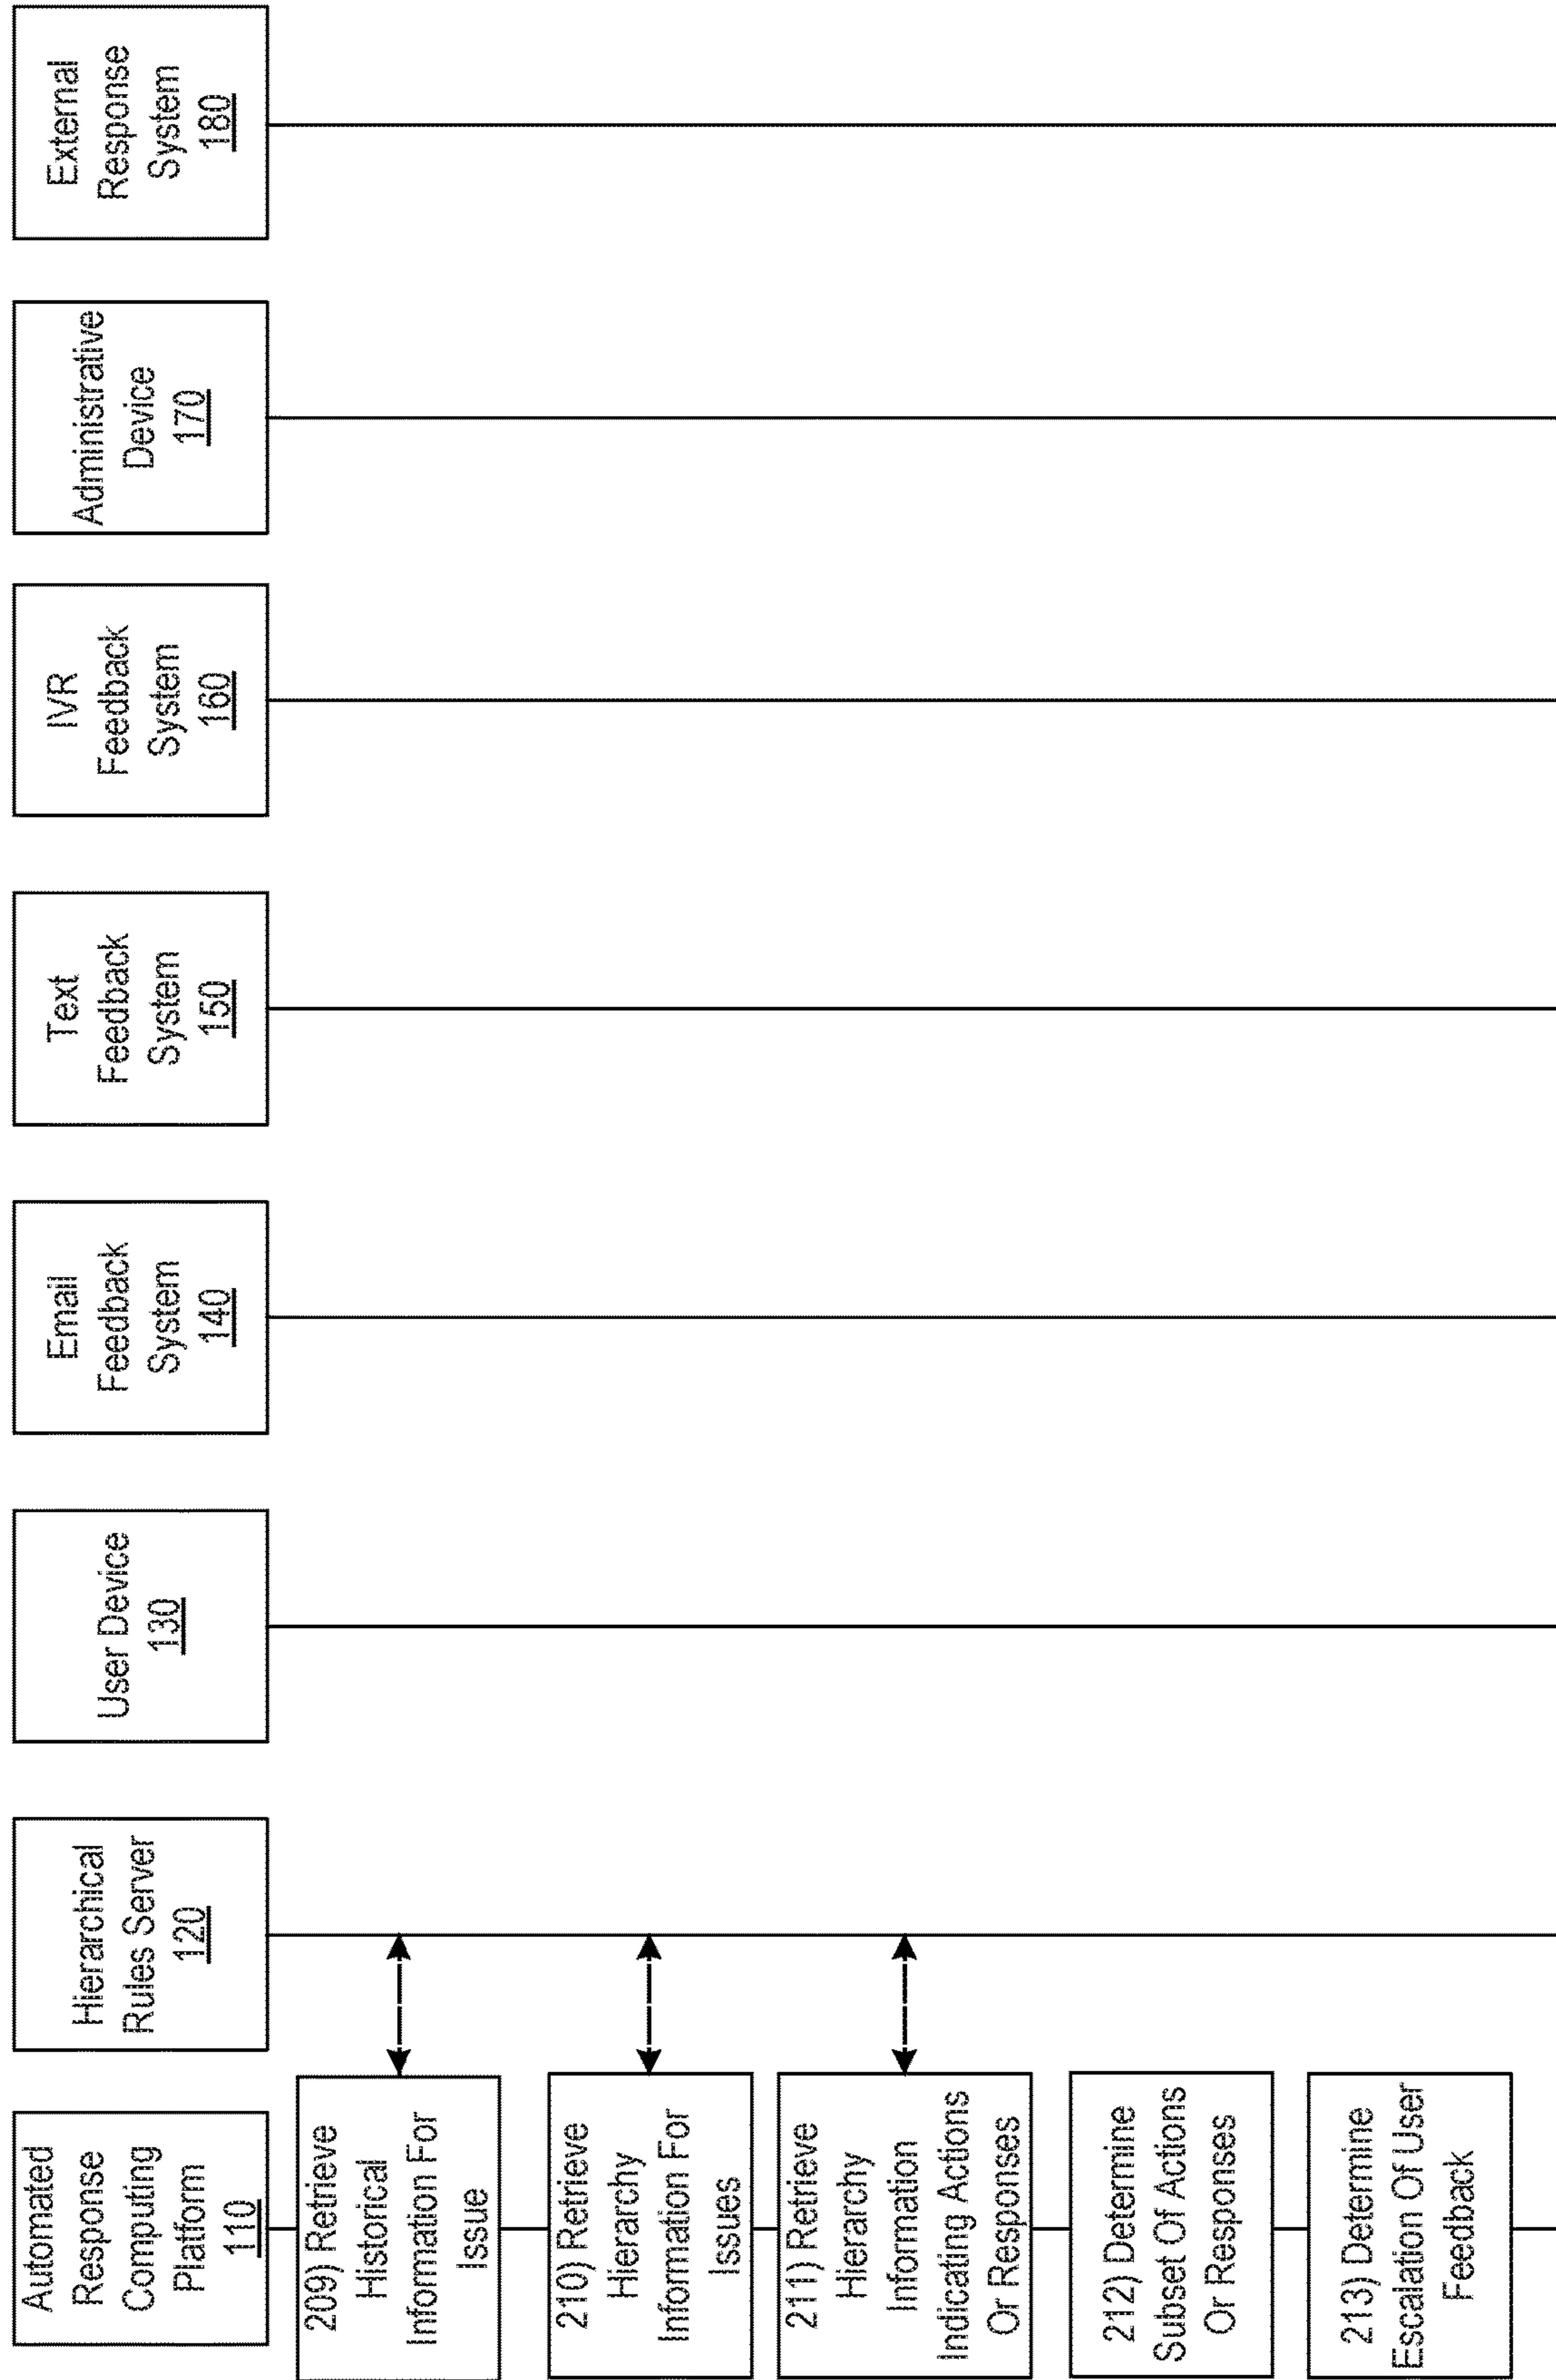 Automated
Response
Computing
Platform
110
Hierarchical
Rules Server
120
User Device
130
Email
Feedback
System
140
Text
Feedback
System
150
IVR
Feedback
System
160
Administrative
Device
170
External
Response
System
180
209) Retrieve
Historical
Information For
Issue
210) Retrieve
Hierarchy
Information For
Issues
211) Retrieve
Hierarchy
Information
Indicating Actions
Or Responses
212) Determine
Subset Of Actions
Or Responses
213) Determine
Escalation Of User
Feedback